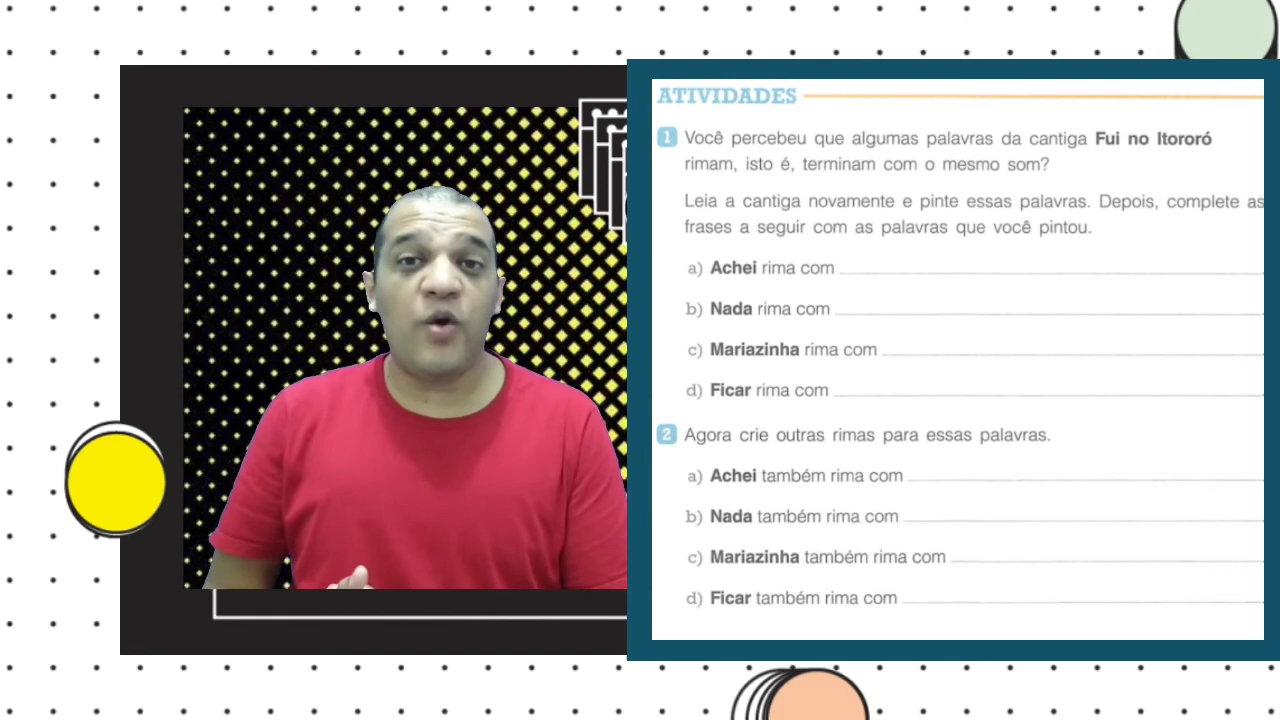 ATIVIDADES
1 Você percebeu que algumas palavras da cantiga Fui no Itororó
rimam, isto é, terminam com o mesmo som?
Leia a cantiga novamente e pinte essas palavras. Depois, complete as
frases a seguir com as palavras que você pintou.
a) Achei rima com
b) Nada rima com
c) Mariazinha rima com
d) Ficar rima com
2 Agora crie outras rimas para essas palavras.
a) Achei também rima com
b) Nada também rima com
c) Mariazinha também rima com
d) Ficar também rima com